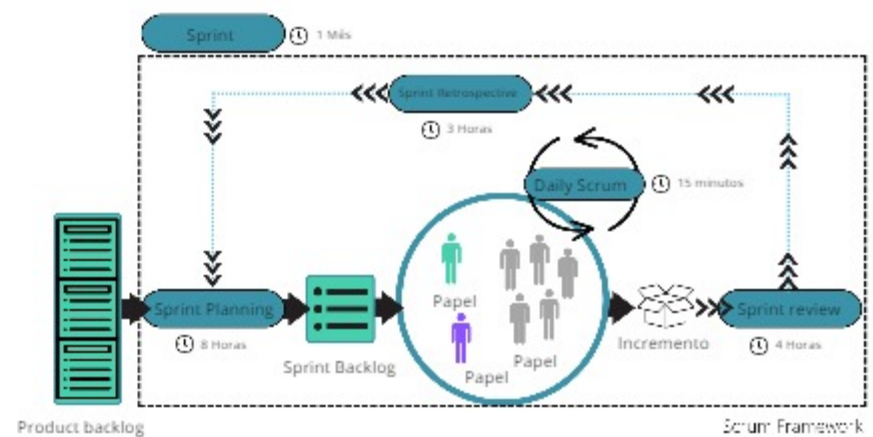 Sprint
1 Mês
Sprint Retrospective
3 Horas
Daily Scrum
15 minutos
Papel
Sprint Planning
8 Horas
Sprint Backlog
Papel
Papel
Incremento
Sprint review
4 Horas
Product backlog
Scrum Framework